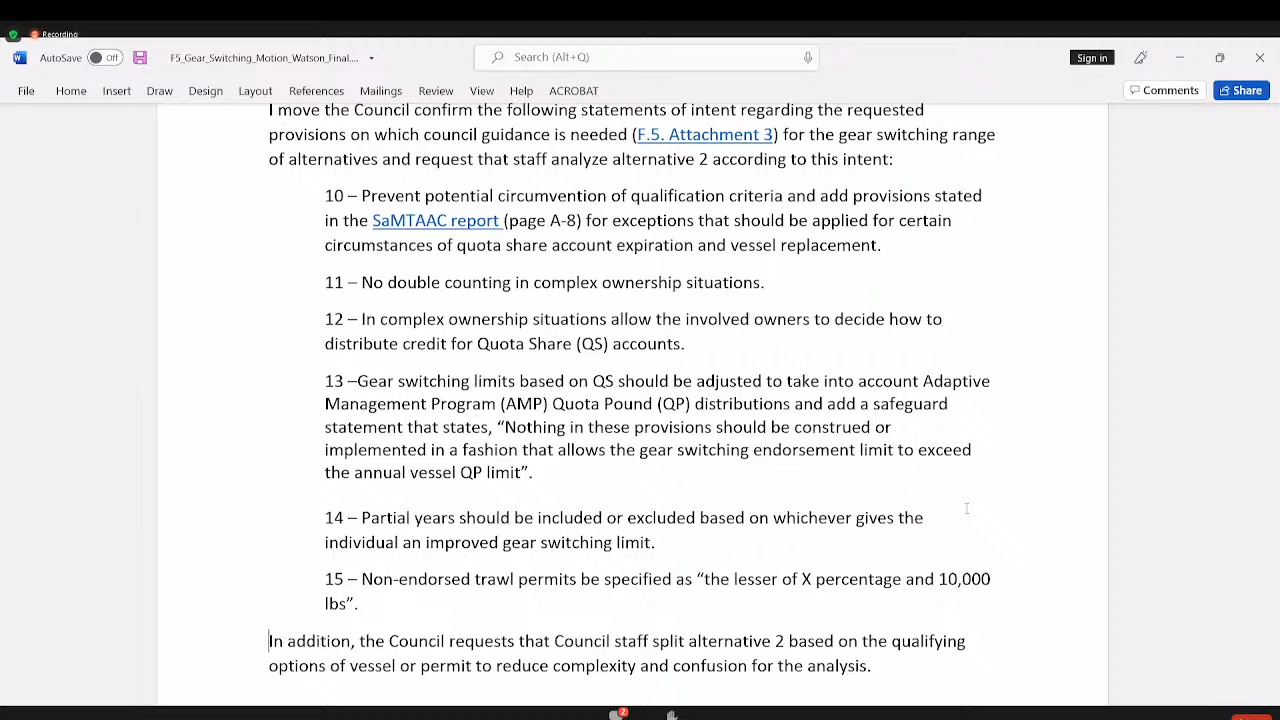 Recording
AutoSave Off F5_Gear_Switching_Motion_Watson_Final.... Search (Alt+Q) Sign in
File Home Insert Draw Design Layout References Mailings Review View Help ACROBAT Comments Share
I move the Council confirm the following statements of intent regarding the requested
provisions on which council guidance is needed (F.5. Attachment 3) for the gear switching range
of alternatives and request that staff analyze alternative 2 according to this intent:
10 – Prevent potential circumvention of qualification criteria and add provisions stated
in the SaMTAAC report (page A-8) for exceptions that should be applied for certain
circumstances of quota share account expiration and vessel replacement.
11 – No double counting in complex ownership situations.
12 – In complex ownership situations allow the involved owners to decide how to
distribute credit for Quota Share (QS) accounts.
13 –Gear switching limits based on QS should be adjusted to take into account Adaptive
Management Program (AMP) Quota Pound (QP) distributions and add a safeguard
statement that states, “Nothing in these provisions should be construed or
implemented in a fashion that allows the gear switching endorsement limit to exceed
the annual vessel QP limit”.
14 – Partial years should be included or excluded based on whichever gives the
individual an improved gear switching limit.
15 – Non-endorsed trawl permits be specified as “the lesser of X percentage and 10,000
lbs”.
In addition, the Council requests that Council staff split alternative 2 based on the qualifying
options of vessel or permit to reduce complexity and confusion for the analysis.
2